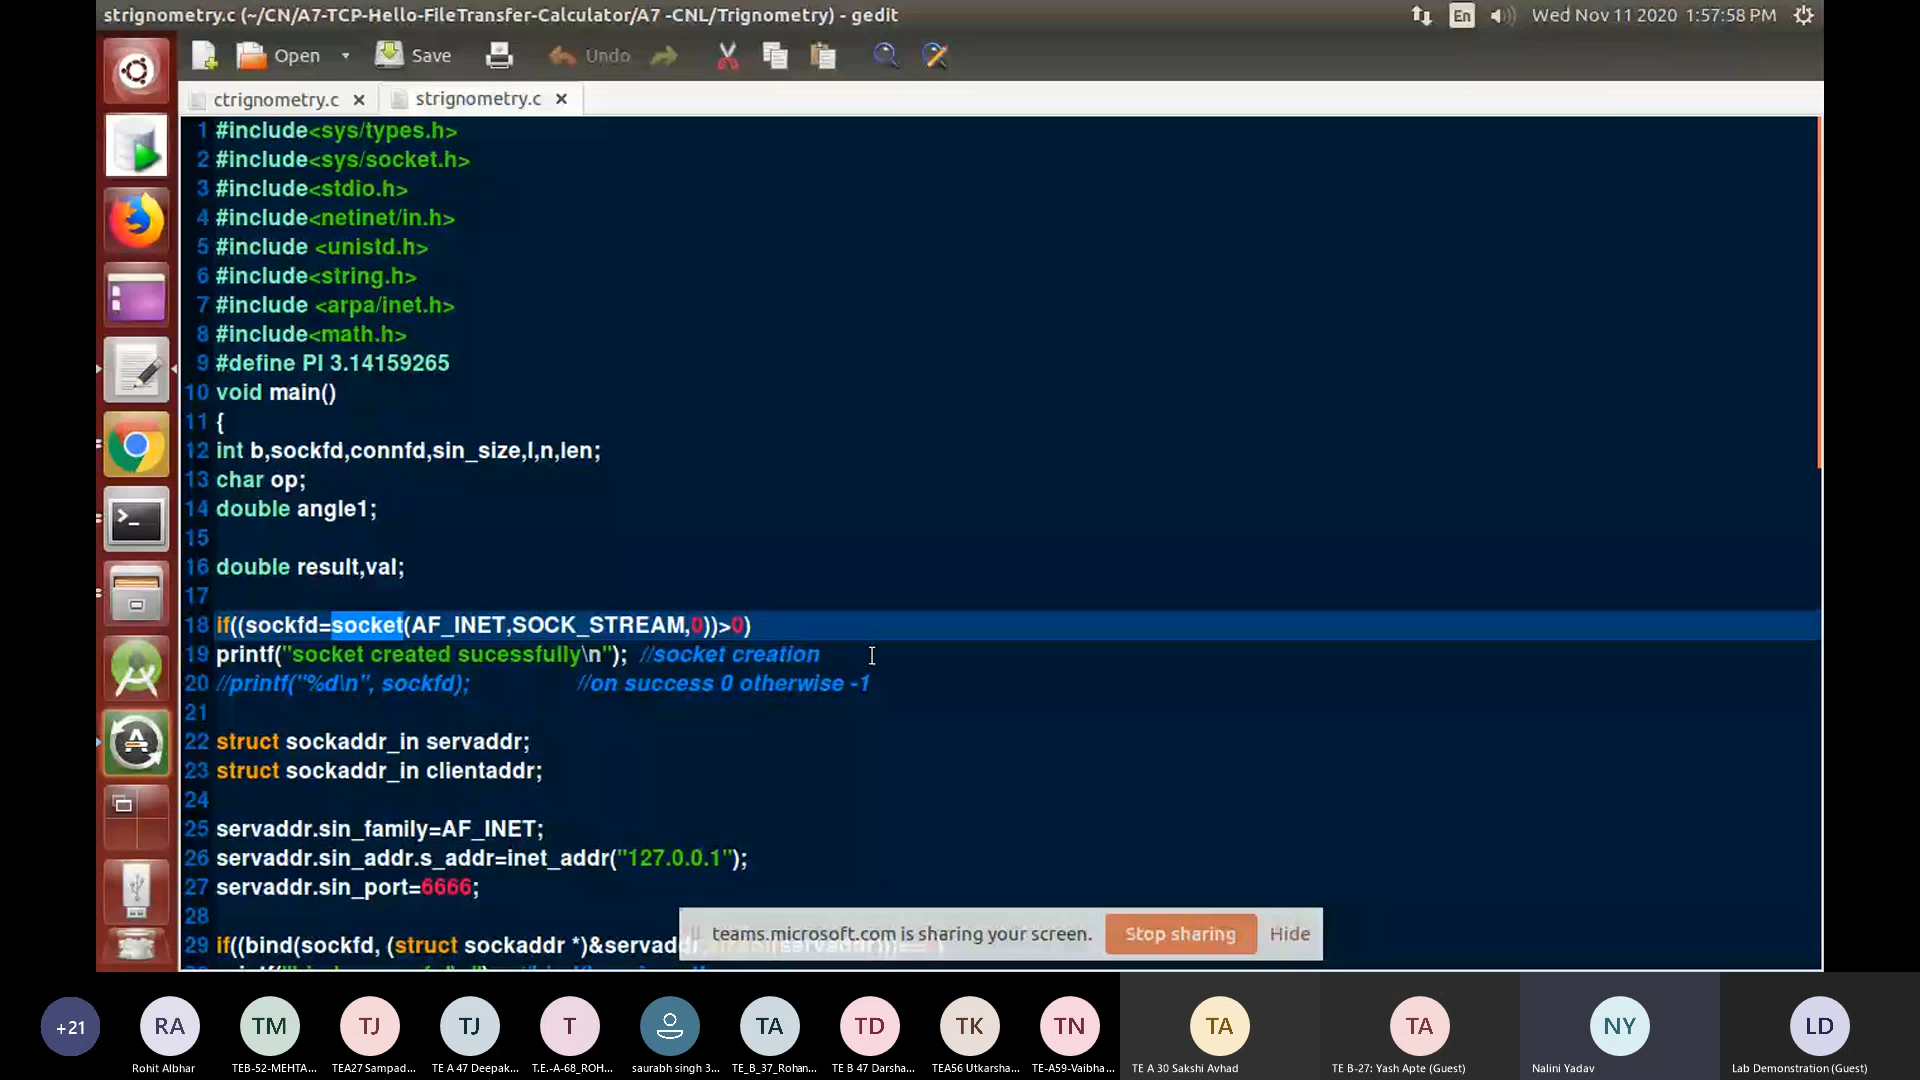 strignometry.c (~/CN/A7-TCP-Hello-FileTransfer-Calculator/A7 -CNL/Trignometry) - gedit
En
Wed Nov 11 2020 1:57:58 PM
Open
Save
Undo
ctrignometry.c
strignometry.c
1 #include<sys/types.h>
2 #include<sys/socket.h>
3 #include<stdio.h>
4 #include<netinet/in.h>
5 #include <unistd.h>
6 #include<string.h>
7 #include <arpa/inet.h>
8 #include<math.h>
9 #define PI 3.14159265
10 void main()
11 {
12 int b,sockfd,connfd,sin_size,l,n,len;
13 char op;
14 double angle1;
15
16 double result,val;
17
18 if((sockfd=socket(AF_INET,SOCK_STREAM,0))>0)
19 printf("socket created sucessfully\n"); //socket creation
20 //printf("%d\n", sockfd); //on success 0 otherwise -1
21
22 struct sockaddr_in servaddr;
23 struct sockaddr_in clientaddr;
24
25 servaddr.sin_family=AF_INET;
26 servaddr.sin_addr.s_addr=inet_addr("127.0.0.1");
27 servaddr.sin_port=6666;
28
29 if((bind(sockfd, (struct sockaddr *)&servaddr
teams.microsoft.com is sharing your screen.
Stop sharing
Hide
+21
RA
TM
TJ
TJ
T
TA
TD
TK
TN
TA
TA
NY
LD
Rohit Albhar
TEB-52-MEHTA...
TEA27 Sampad...
TE A 47 Deepak...
T.E.-A-68_ROH...
saurabh singh 3...
TE_B_37_Rohan...
TE B 47 Darsha...
TEA56 Utkarsha...
TE-A59-Vaibha...
TE A 30 Sakshi Avhad
TE B-27: Yash Apte (Guest)
Nalini Yadav
Lab Demonstration (Guest)